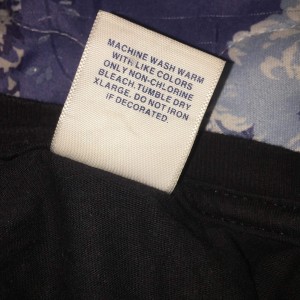 MACHINE WASH WARM
WITH LIKE COLORS
ONLY NON-CHLORINE
BLEACH.TUMBLE DRY
XLARGE. DO NOT IRON
IF DECORATED.